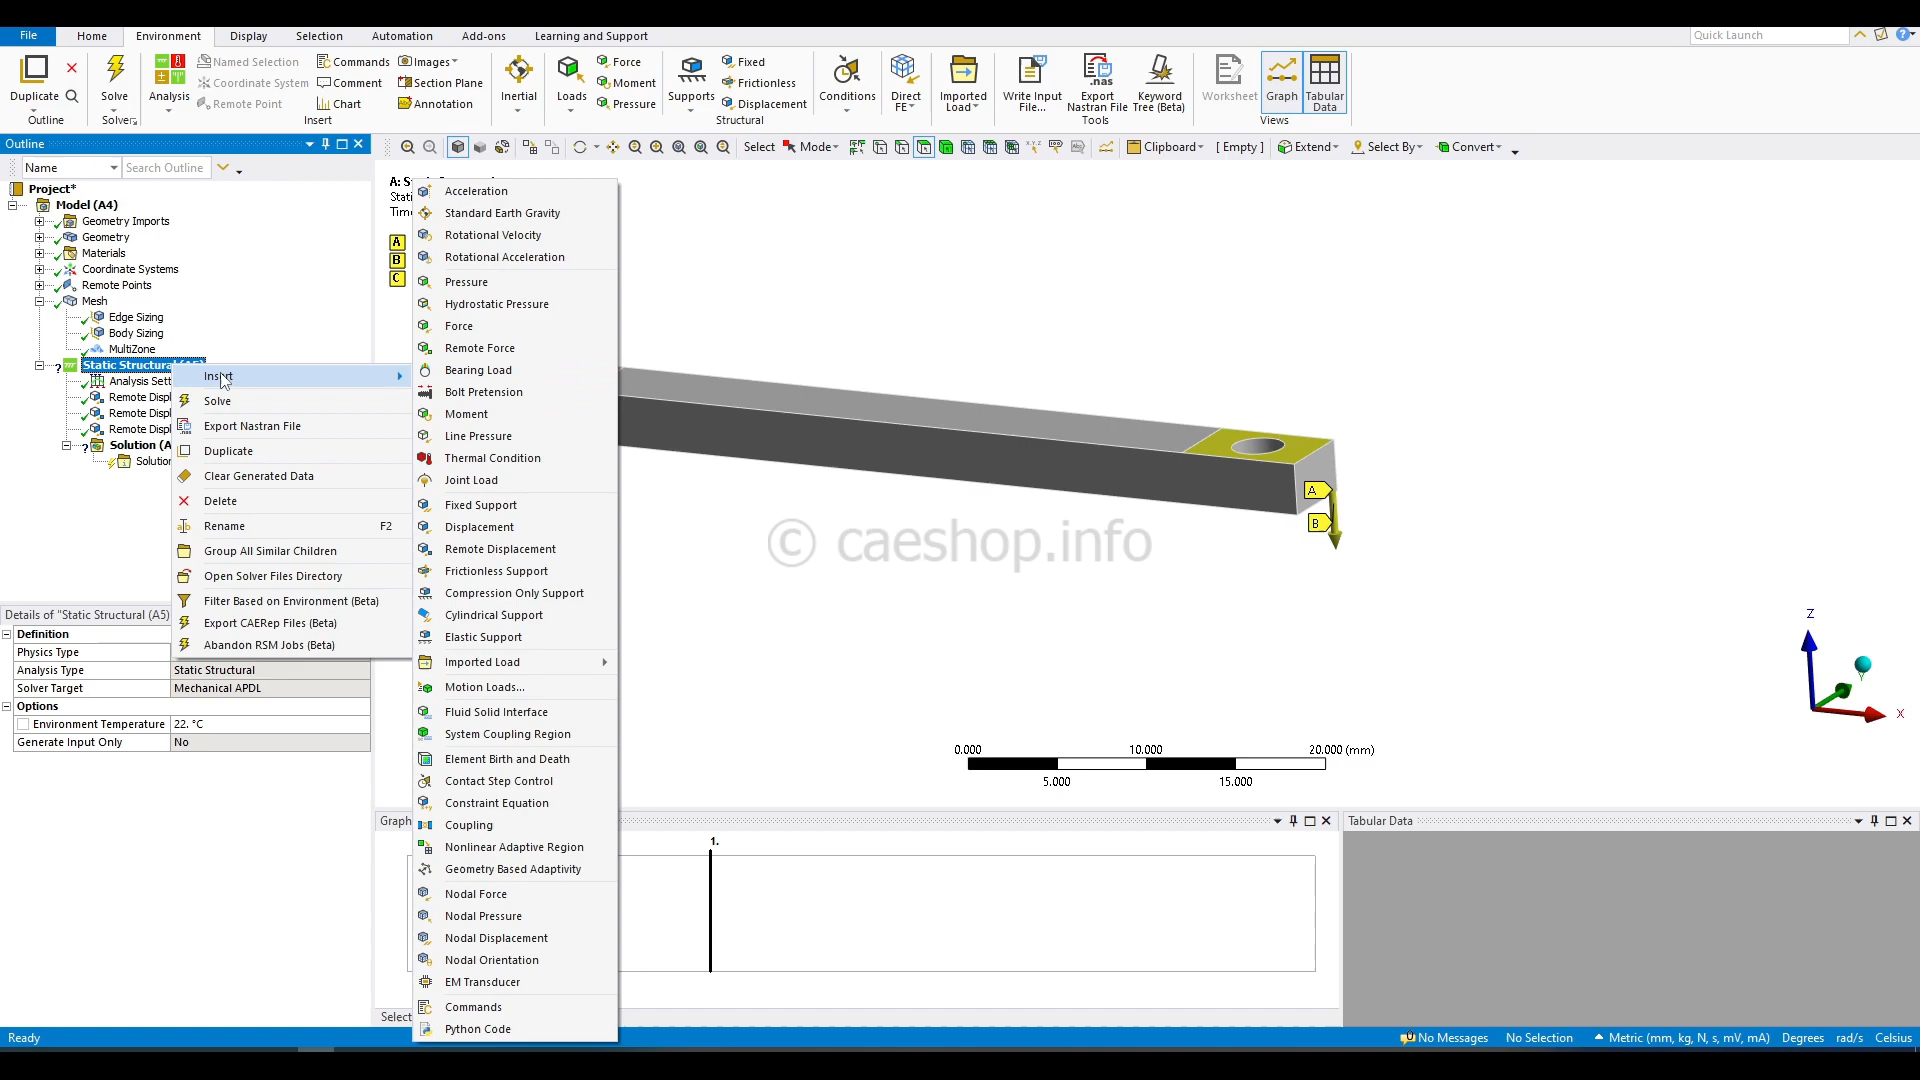 File
Home
Environment
Display
Selection
Automation
Add-ons
Learning and Support
Quick Launch
Duplicate
Outline
Solve
Solver
Analysis
Named Selection
Coordinate System
Remote Point
Commands
Comment
Chart
Images
Section Plane
Annotation
Insert
Inertial
Loads
Force
Moment
Pressure
Supports
Fixed
Frictionless
Displacement
Structural
Conditions
Direct
FE
Imported
Load
Write Input
File...
Export
Nastran File
Keyword
Tree (Beta)
Tools
Worksheet
Graph
Tabular
Data
Views
Outline
Select
Mode
Clipboard
[ Empty ]
Extend
Select By
Convert
Name
Search Outline
Project*
Model (A4)
Geometry Imports
Geometry
Materials
Coordinate Systems
Remote Points
Mesh
Edge Sizing
Body Sizing
MultiZone
Static Structural (A5)
Analysis Sett
Remote Displ
Remote Displ
Remote Displ
Solution (A
Solution
Insert
Solve
Export Nastran File
Duplicate
Clear Generated Data
Delete
Rename F2
Group All Similar Children
Open Solver Files Directory
Filter Based on Environment (Beta)
Export CAERep Files (Beta)
Abandon RSM Jobs (Beta)
A: S
Stati
Time
A
B
C
Acceleration
Standard Earth Gravity
Rotational Velocity
Rotational Acceleration
Pressure
Hydrostatic Pressure
Force
Remote Force
Bearing Load
Bolt Pretension
Moment
Line Pressure
Thermal Condition
Joint Load
Fixed Support
Displacement
Remote Displacement
Frictionless Support
Compression Only Support
Cylindrical Support
Elastic Support
Imported Load
Motion Loads...
Fluid Solid Interface
System Coupling Region
Element Birth and Death
Contact Step Control
Constraint Equation
Coupling
Nonlinear Adaptive Region
Geometry Based Adaptivity
Nodal Force
Nodal Pressure
Nodal Displacement
Nodal Orientation
EM Transducer
Commands
Python Code
A
B
© caeshop.info
Z
Y
X
0.000 10.000 20.000 (mm)
5.000 15.000
Details of "Static Structural (A5)
Definition
Physics Type
Analysis Type Static Structural
Solver Target Mechanical APDL
Options
Environment Temperature 22. °C
Generate Input Only No
Graph
1.
Tabular Data
Select
Ready
No Messages
No Selection
Metric (mm, kg, N, s, mV, mA)
Degrees
rad/s
Celsius